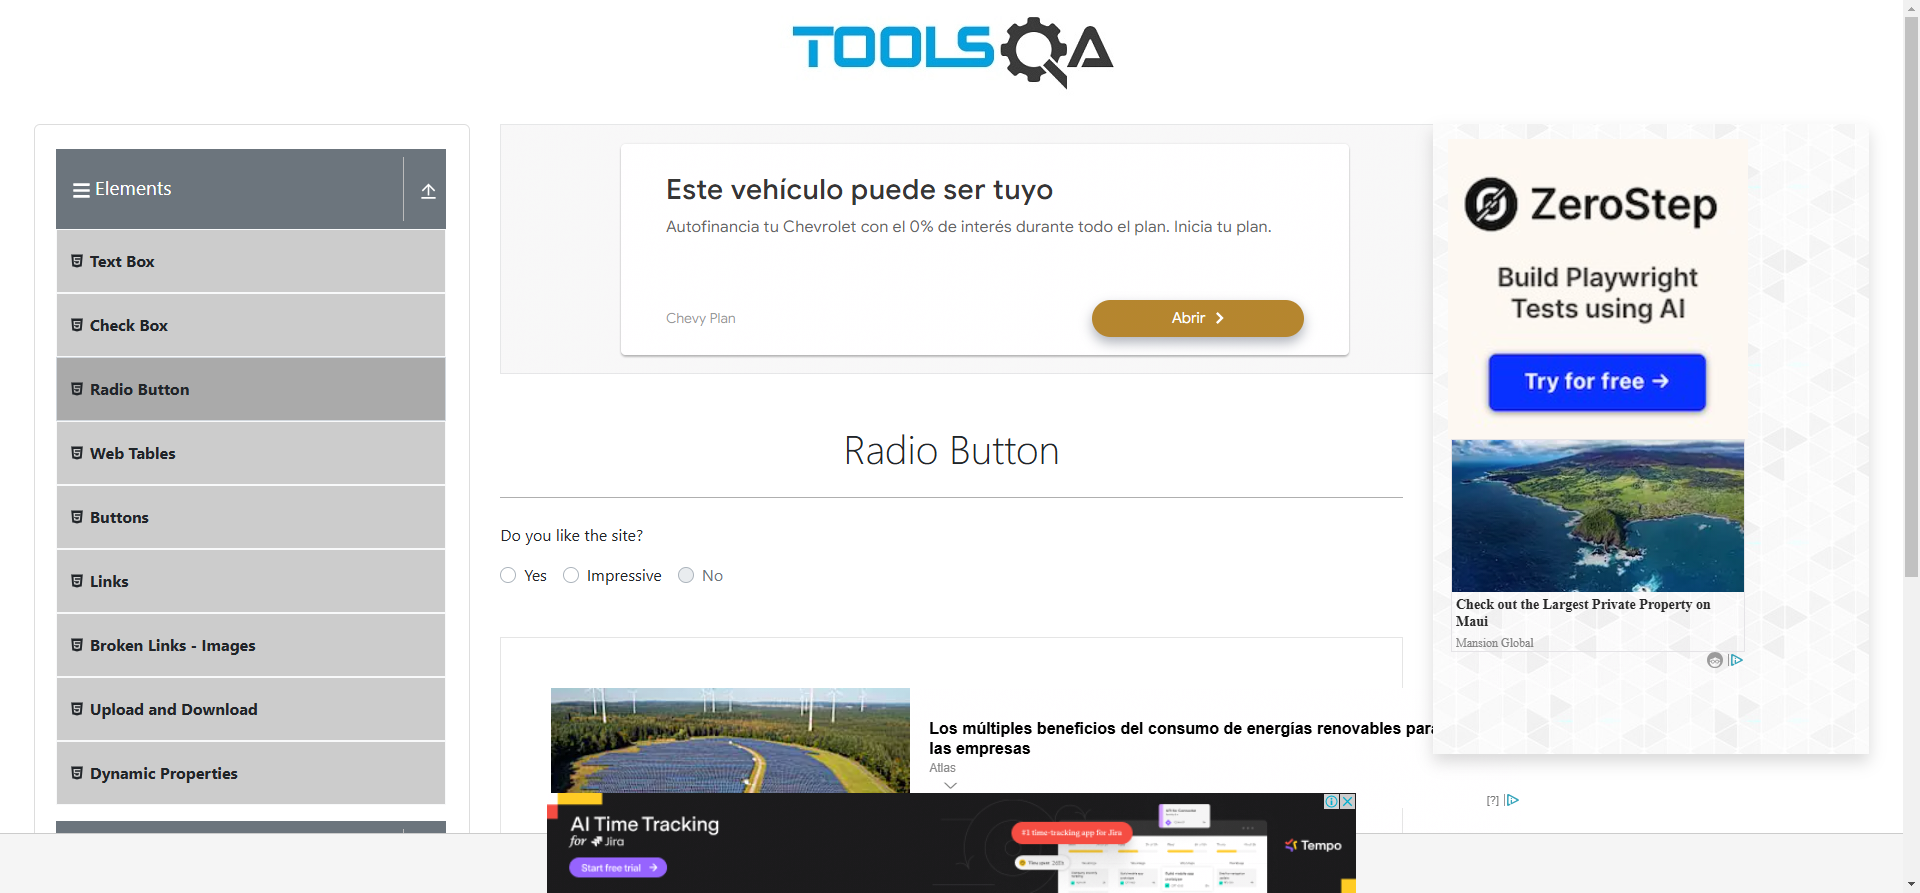 TOOLSQA
Elements
Text Box
Check Box
Radio Button
Web Tables
Buttons
Links
Broken Links - Images
Upload and Download
Dynamic Properties
Este vehículo puede ser tuyo
Autofinancia tu Chevrolet con el 0% de interés durante todo el plan. Inicia tu plan.
Chevy Plan
Abrir
Radio Button
Do you like the site?
Yes
Impressive
No
Los múltiples beneficios del consumo de energías renovables para
las empresas
Atlas
ZeroStep
Build Playwright
Tests using AI
Try for free →
Check out the Largest Private Property on
Maui
Mansion Global
[?]
AI Time Tracking
for Jira
Start free trial →
#1 time-tracking app for Jira
Tempo